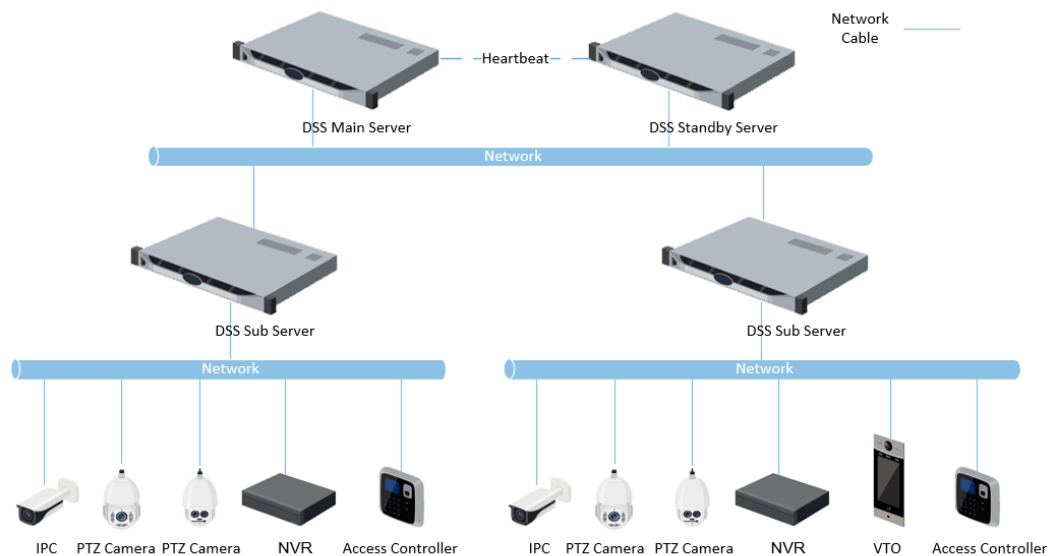 Network
Cable
Heartbeat
DSS Main Server
DSS Standby Server
Network
DSS Sub Server
DSS Sub Server
Network
Network
IPC
PTZ Camera
PTZ Camera
NVR
Access Controller
IPC
PTZ Camera
PTZ Camera
NVR
VTO
Access Controller